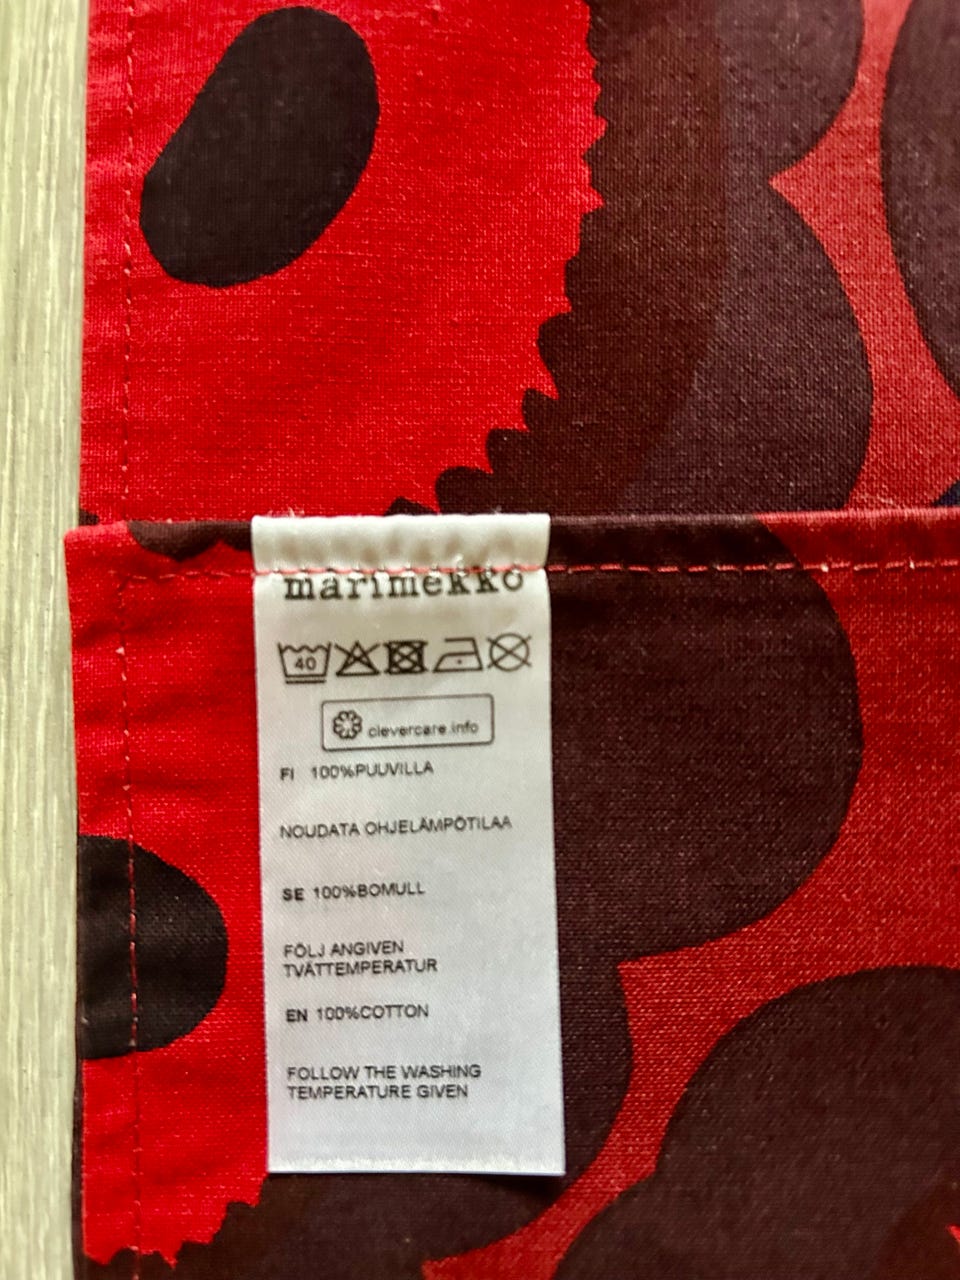 marimekko
40
clevercare.info
FI 100%PUUVILLA
NOUDATA OHJELÄMPÖTILAA
SE 100%BOMULL
FÖLJ ANGIVEN
TVÄTTEMPERATUR
EN 100%COTTON
FOLLOW THE WASHING
TEMPERATURE GIVEN